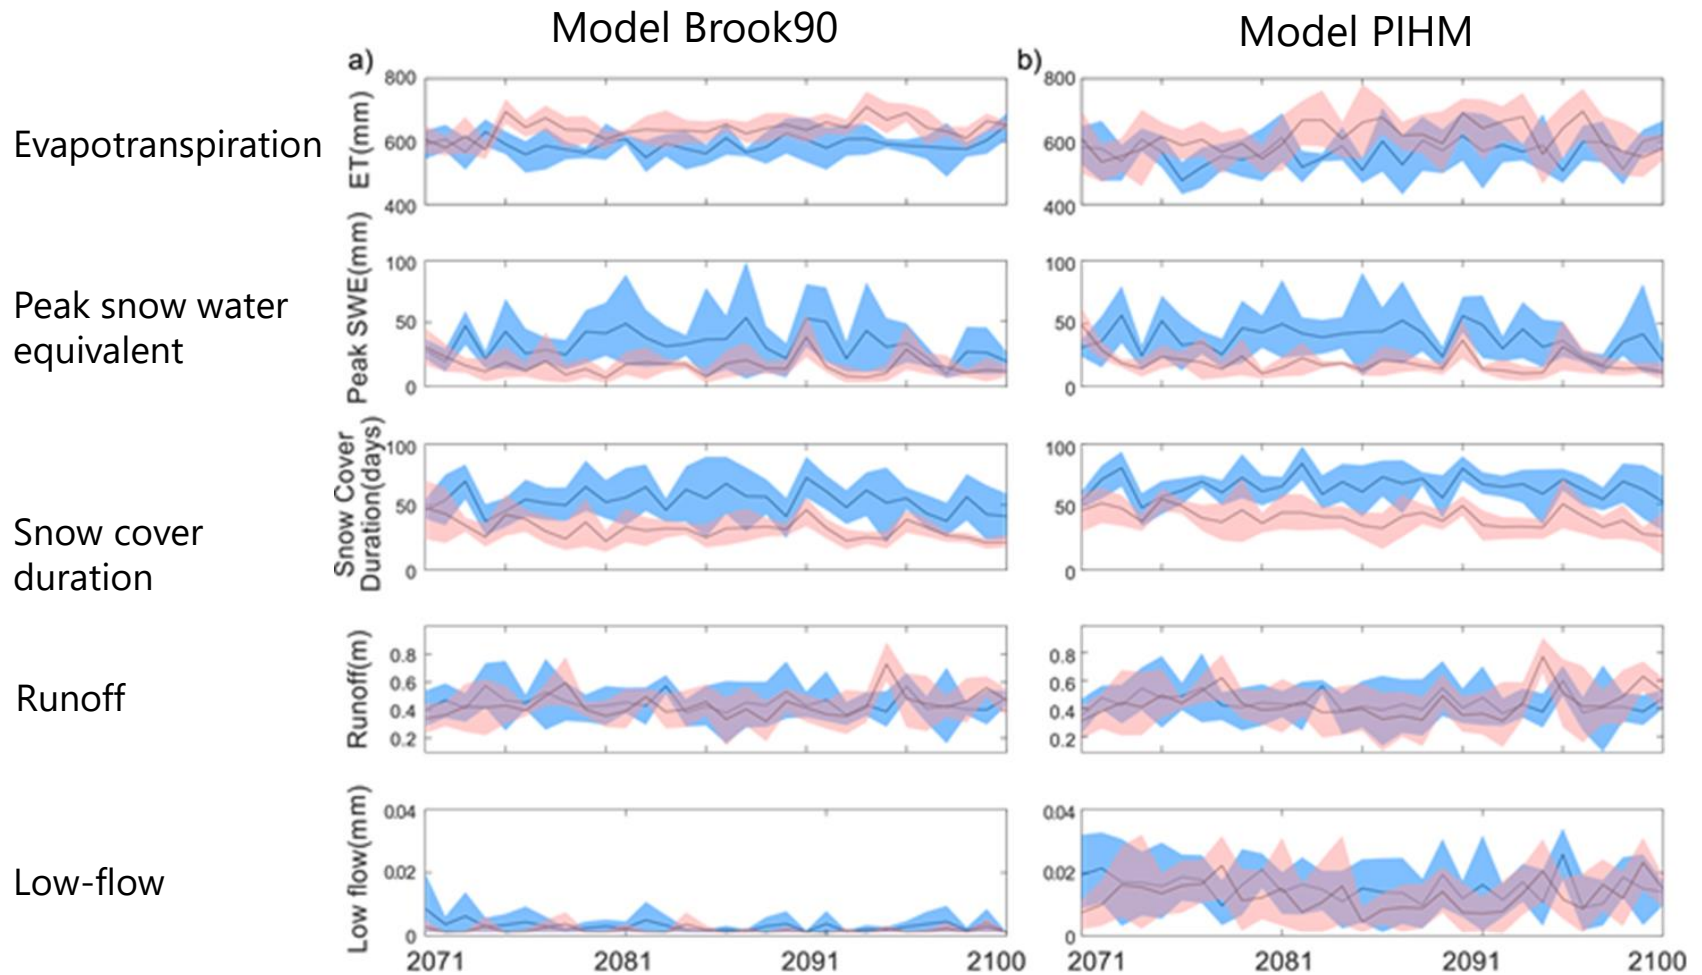 Model Brook90
Model PIHM
a)
b)
Evapotranspiration
ET(mm)
800
600
400
800
600
400
Peak snow water
equivalent
Peak SWE(mm)
100
50
0
100
50
0
Snow cover
duration
Snow Cover
Duration(days)
100
50
0
100
50
0
Runoff
Runoff(m)
0.8
0.6
0.4
0.2
0.8
0.6
0.4
0.2
Low-flow
Low flow(mm)
0.04
0.02
0
0.04
0.02
0
2071
2081
2091
2100
2071
2081
2091
2100